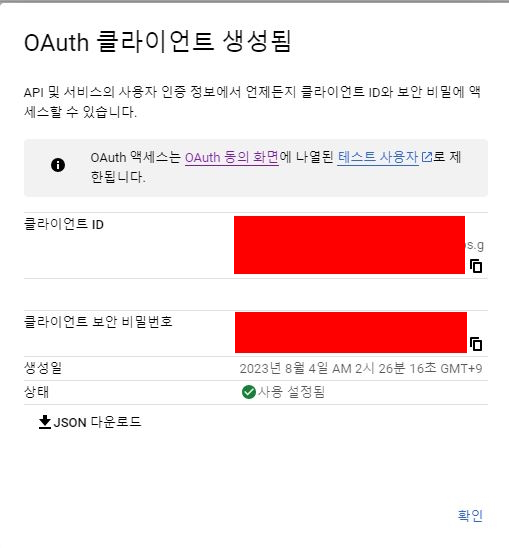 OAuth 클라이언트 생성됨
API 및 서비스의 사용자 인증 정보에서 언제든지 클라이언트 ID와 보안 비밀에 액
세스할 수 있습니다.
OAuth 액세스는 OAuth 동의 화면에 나열된 테스트 사용자로 제
한됩니다.
클라이언트 ID
s.g
클라이언트 보안 비밀번호
생성일 2023년 8월 4일 AM 2시 26분 16초 GMT+9
상태 사용 설정됨
JSON 다운로드
확인